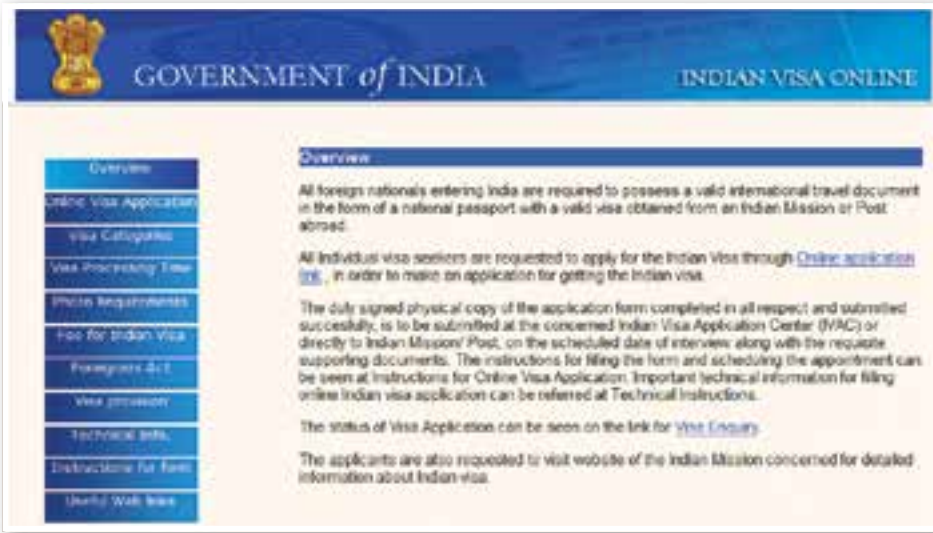 GOVERNMENT of INDIA
INDIAN VISA ONLINE
Overview
Online Visa Application
Visa Categories
Visa Processing Time
Photo Requirements
Fee for Indian Visa
Foreigners Act
Visa provision
Technical Info.
Instructions for form
Useful Web links
Overview
All foreign nationals entering India are required to possess a valid international travel document
in the form of a national passport with a valid visa obtained from an Indian Mission or Post
abroad.
All Individual visa seekers are requested to apply for the Indian Visa through Online application
link , in order to make an application for getting the Indian visa.
The duly signed physical copy of the application form completed in all respect and submitted
succesfully, is to be submitted at the concerned Indian Visa Application Center (IVAC) or
directly to Indian Mission/ Post, on the scheduled date of interview along with the requisite
supporting documents. The instructions for filling the form and scheduling the appointment can
be seen at Instructions for Online Visa Application. Important technical information for filling
online Indian visa application can be referred at Technical Instructions.
The status of Visa Application can be seen on the link for Visa Enquiry.
The applicants are also requested to visit website of the Indian Mission concerned for detailed
information about Indian visa.